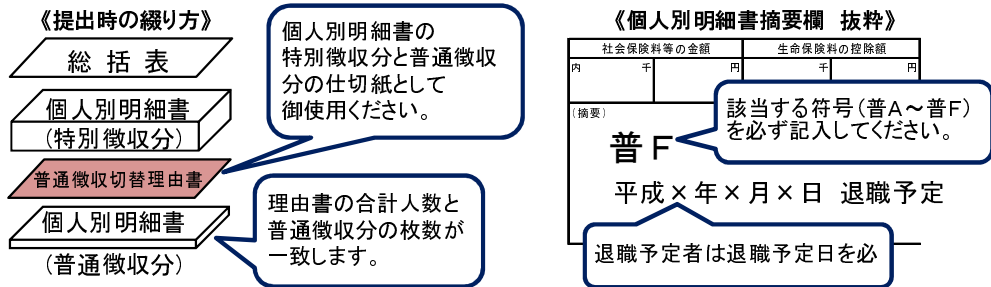 《提出時の綴り方》
総括表
個人別明細書
(特別徴収分)
普通徴収切替理由書
個人別明細書
(普通徴収分)
個人別明細書の
特別徴収分と普通徴収
分の仕切紙として
御使用ください。
理由書の合計人数と
普通徴収分の枚数が
一致します。
《個人別明細書摘要欄 抜粋》
社会保険料等の金額 生命保険料の控除額
内 千 円 千 円
(摘要)
普F
平成×年×月×日 退職予定
該当する符号(普A～普F)
を必ず記入してください。
退職予定者は退職予定日を必